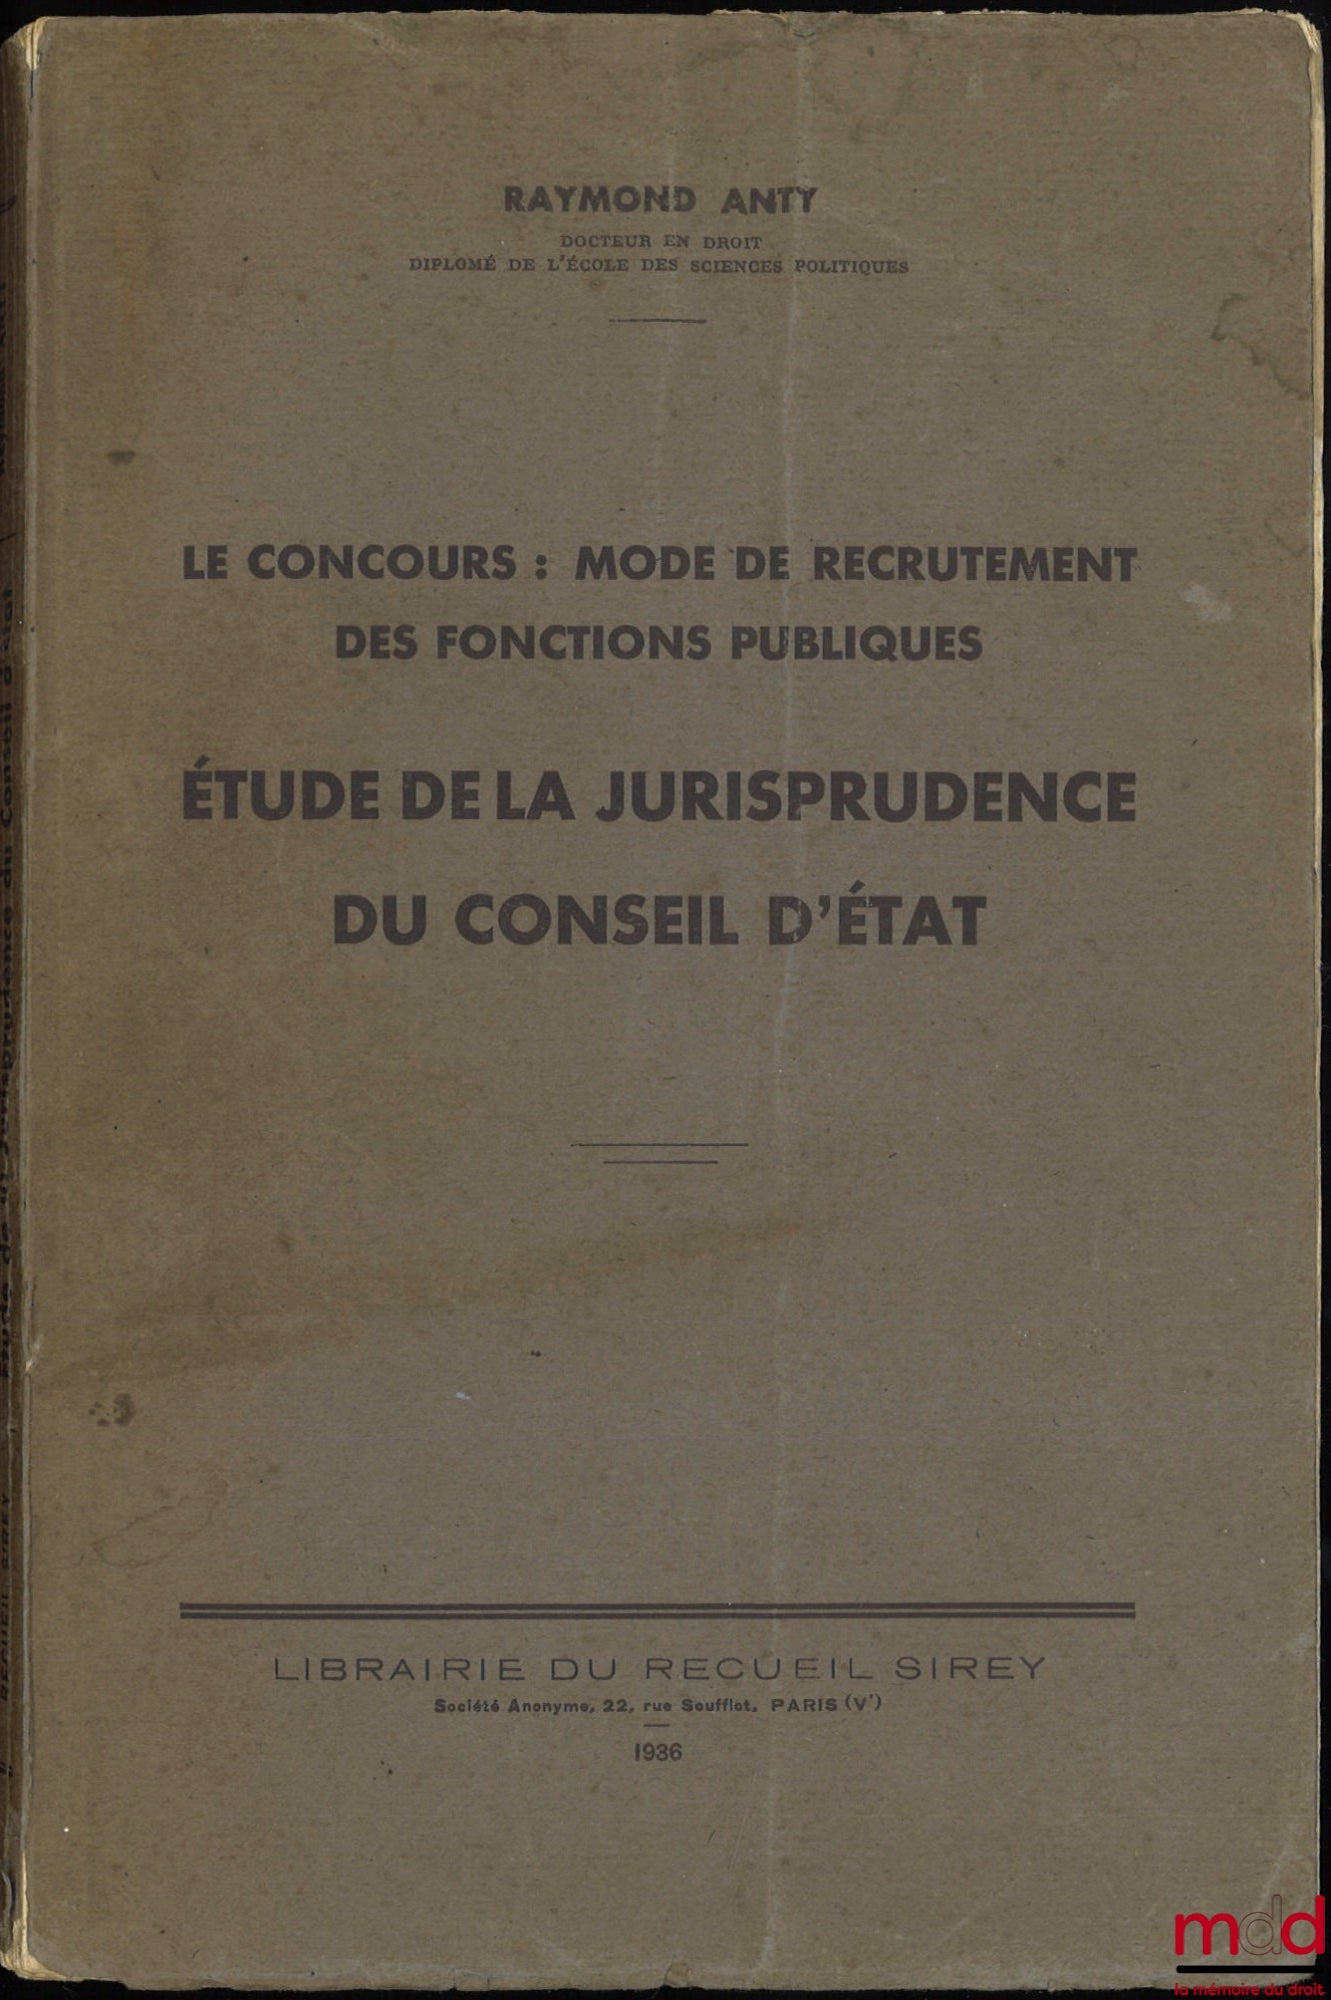 RAYMOND ANTY
DOCTEUR EN DROIT
DIPLOMÉ DE L'ÉCOLE DES SCIENCES POLITIQUES
LE CONCOURS : MODE DE RECRUTEMENT
DES FONCTIONS PUBLIQUES
ÉTUDE DE LA JURISPRUDENCE
DU CONSEIL D'ÉTAT
LIBRAIRIE DU RECUEIL SIREY
Société Anonyme, 22, rue Soufflot, PARIS (Vᵉ)
1936
mdd
la mémoire du droit